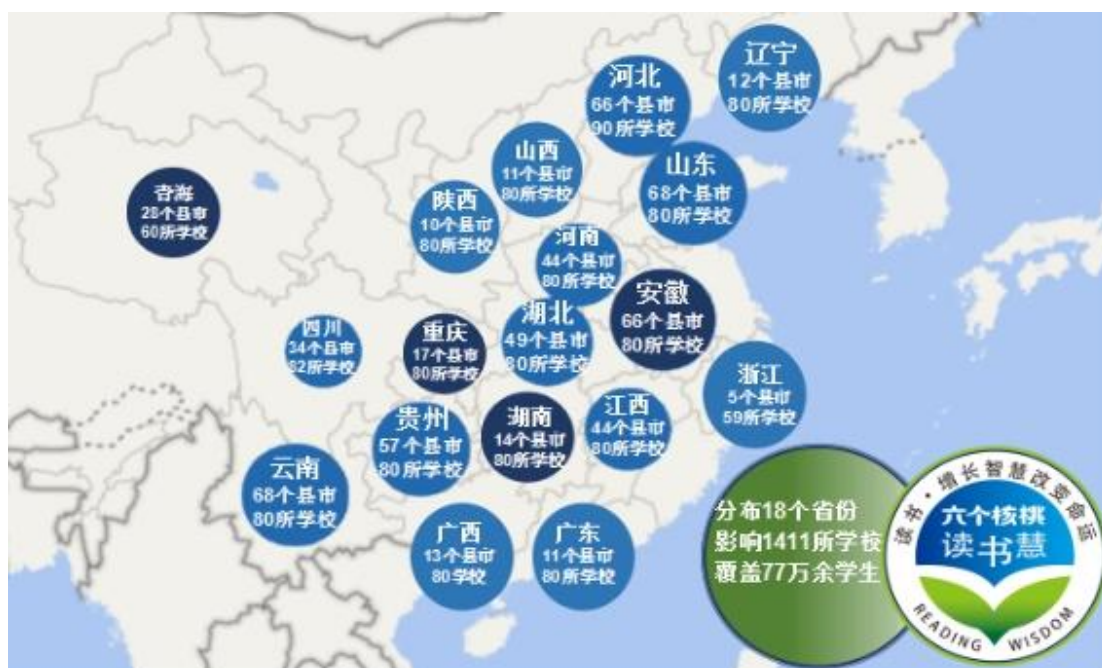 辽宁
12个县市
80所学校
河北
66个县市
90所学校
山西
11个县市
80所学校
山东
68个县市
80所学校
青海
28个县市
60所学校
陕西
10个县市
80所学校
河南
44个县市
80所学校
安徽
66个县市
80所学校
四川
34个县市
82所学校
重庆
17个县市
80所学校
湖北
49个县市
80所学校
浙江
5个县市
59所学校
贵州
57个县市
80所学校
湖南
14个县市
80所学校
江西
44个县市
80所学校
云南
68个县市
80所学校
广西
13个县市
80学校
广东
11个县市
80所学校
分布18个省份
影响1411所学校
覆盖77万余学生
读书·增长智慧改变命运
六个核桃
读书慧
READING WISDOM